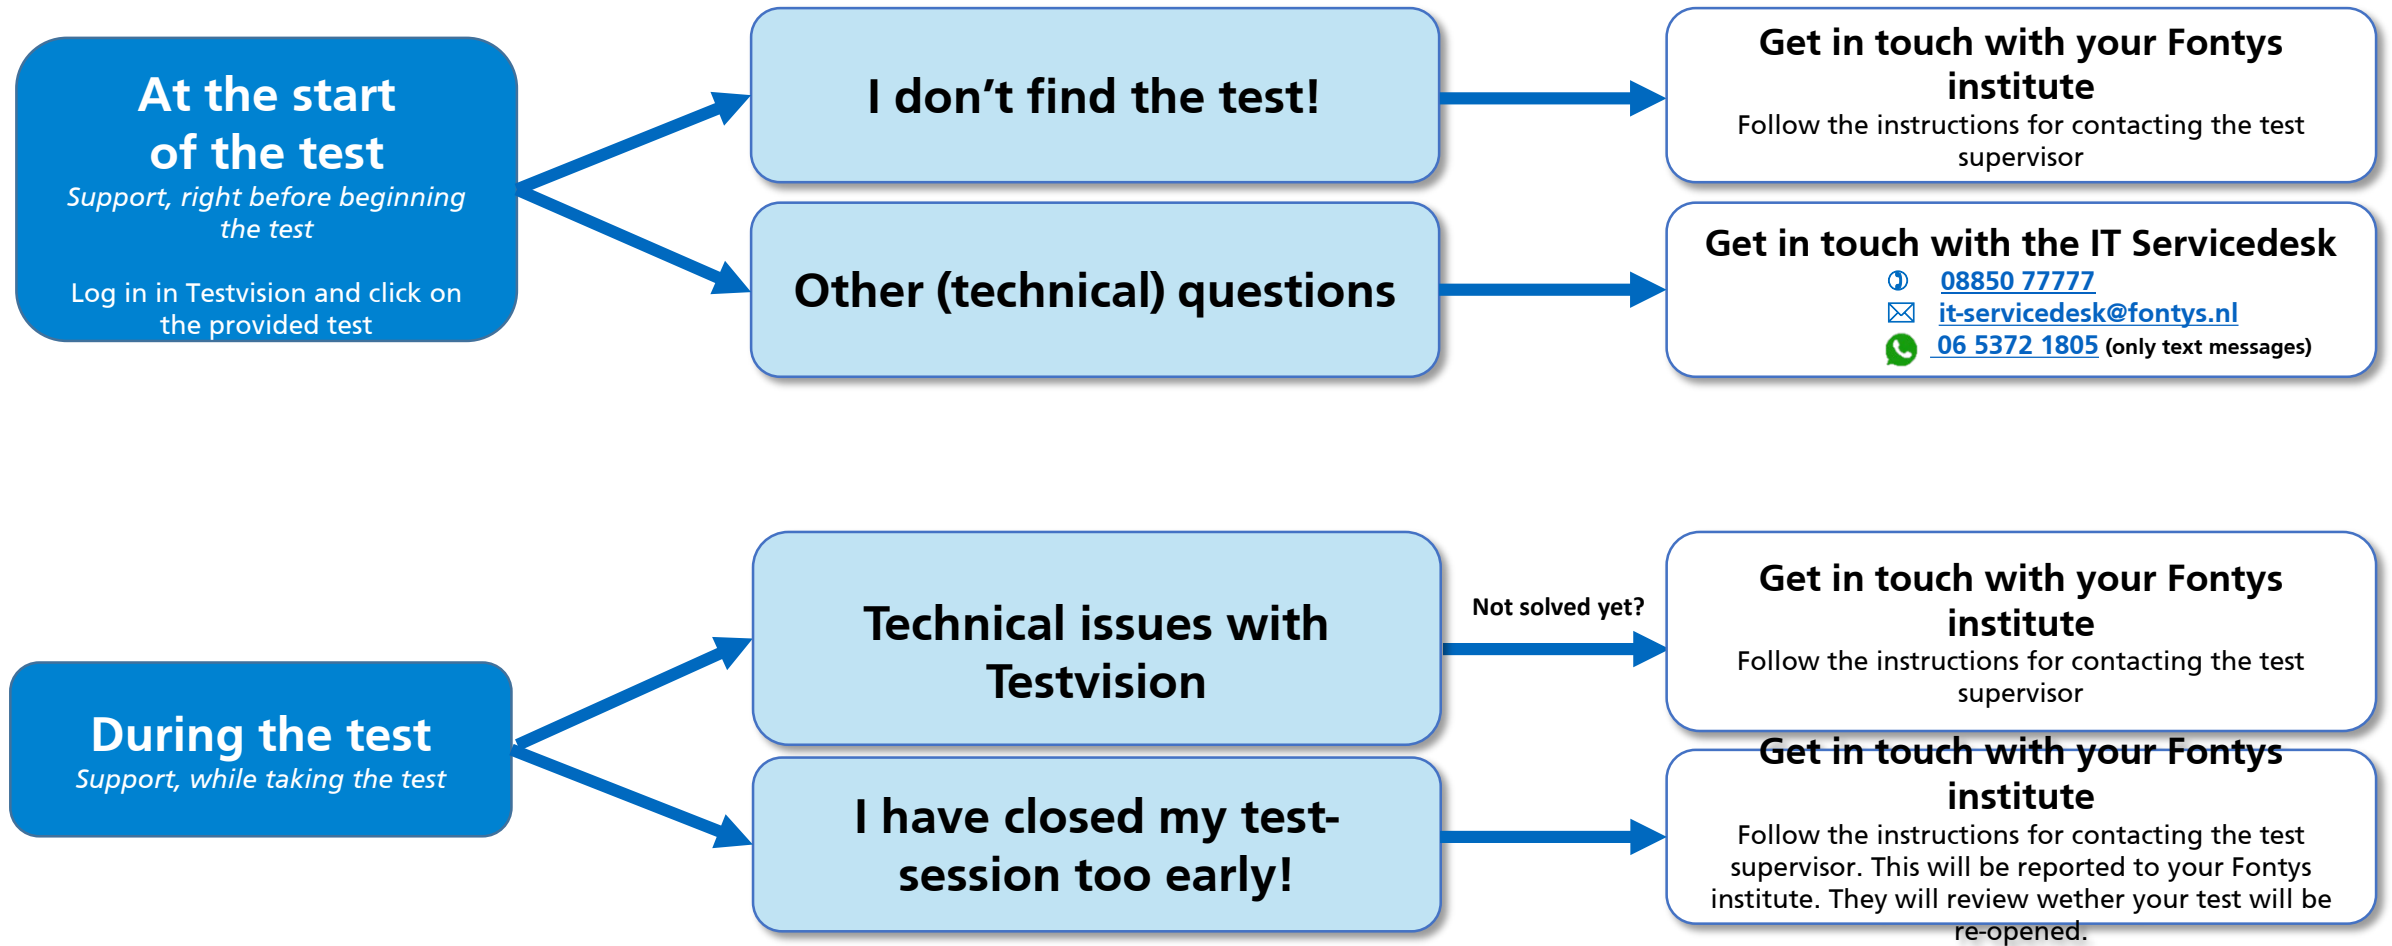 At the start
of the test
Support, right before beginning
the test
Log in in Testvision and click on
the provided test
I don’t find the test!
Get in touch with your Fontys
institute
Follow the instructions for contacting the test
supervisor
Other (technical) questions
Get in touch with the IT Servicedesk
08850 77777
it-servicedesk@fontys.nl
06 5372 1805 (only text messages)
During the test
Support, while taking the test
Technical issues with
Testvision
Not solved yet?
Get in touch with your Fontys
institute
Follow the instructions for contacting the test
supervisor
I have closed my test-
session too early!
Get in touch with your Fontys
institute
Follow the instructions for contacting the test
supervisor. This will be reported to your Fontys
institute. They will review wether your test will be
re-opened.